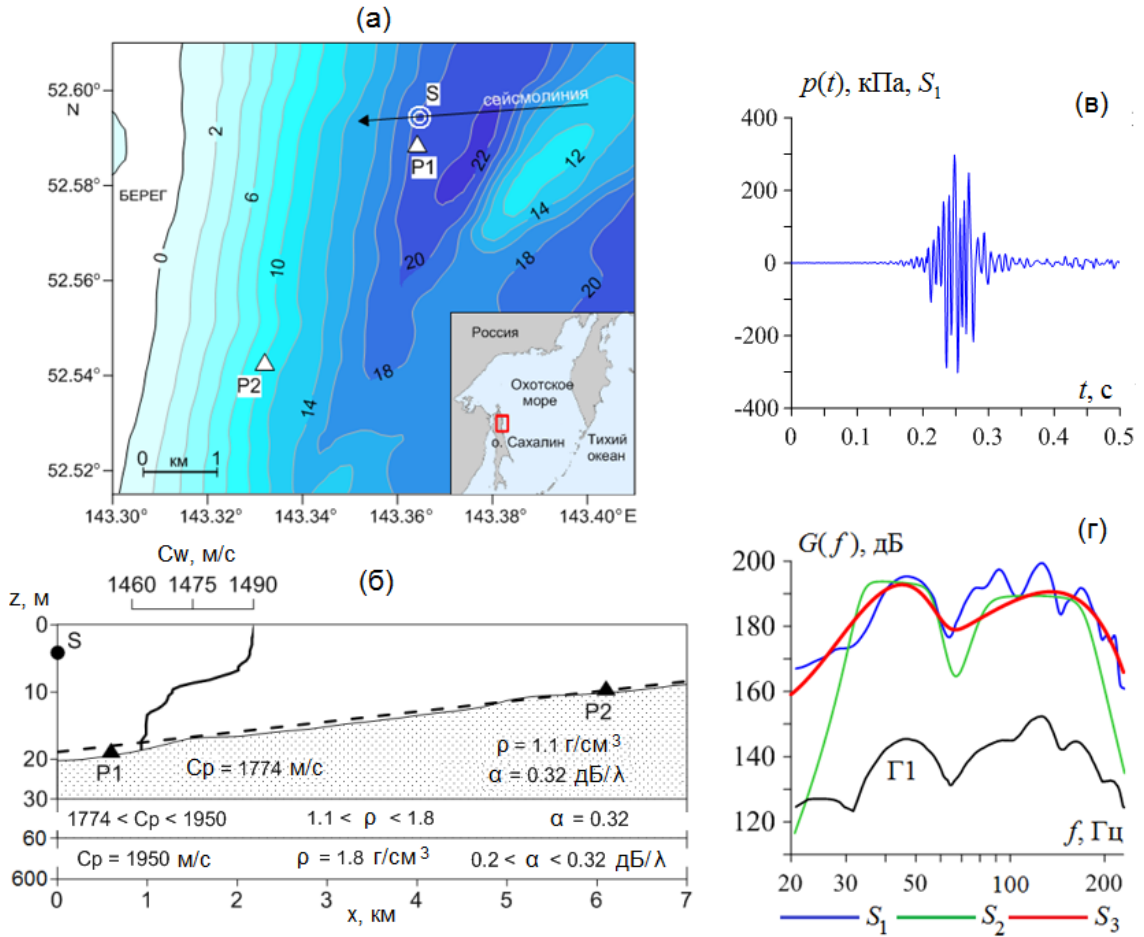 (а)
52.60°
N
52.58°
52.56°
52.54°
52.52°
143.30°
143.32°
143.34°
143.36°
143.38°
143.40°E
БЕРЕГ
S
сейсмолиния
P1
P2
0
2
6
10
14
18
20
22
12
14
18
20
0 км 1
Россия
Охотское
море
о. Сахалин
Тихий
океан
(б)
Cw, м/с
1460 1475 1490
z, м
0
10
20
30
60
600
S
P1
P2
Cp = 1774 м/с
ρ = 1.1 г/см³
α = 0.32 дБ/λ
1774 < Cp < 1950 1.1 < ρ < 1.8 α = 0.32
Cp = 1950 м/с ρ = 1.8 г/см³ 0.2 < α < 0.32 дБ/λ
0 1 2 3 4 5 6 7
x, км
p(t), кПа, S₁
(в)
400
200
0
-200
-400
t, с
0 0.1 0.2 0.3 0.4 0.5
(г)
G(f), дБ
200
180
160
140
120
Г1
f, Гц
20 50 100 200
S₁ S₂ S₃